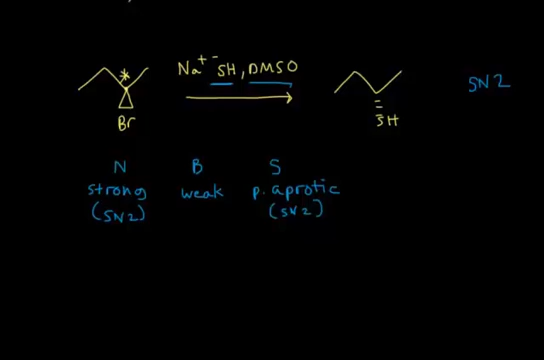 Na+ -SH, DMSO
*
SN2
Br
SH
N B S
strong weak p. aprotic
(SN2) (SN2)